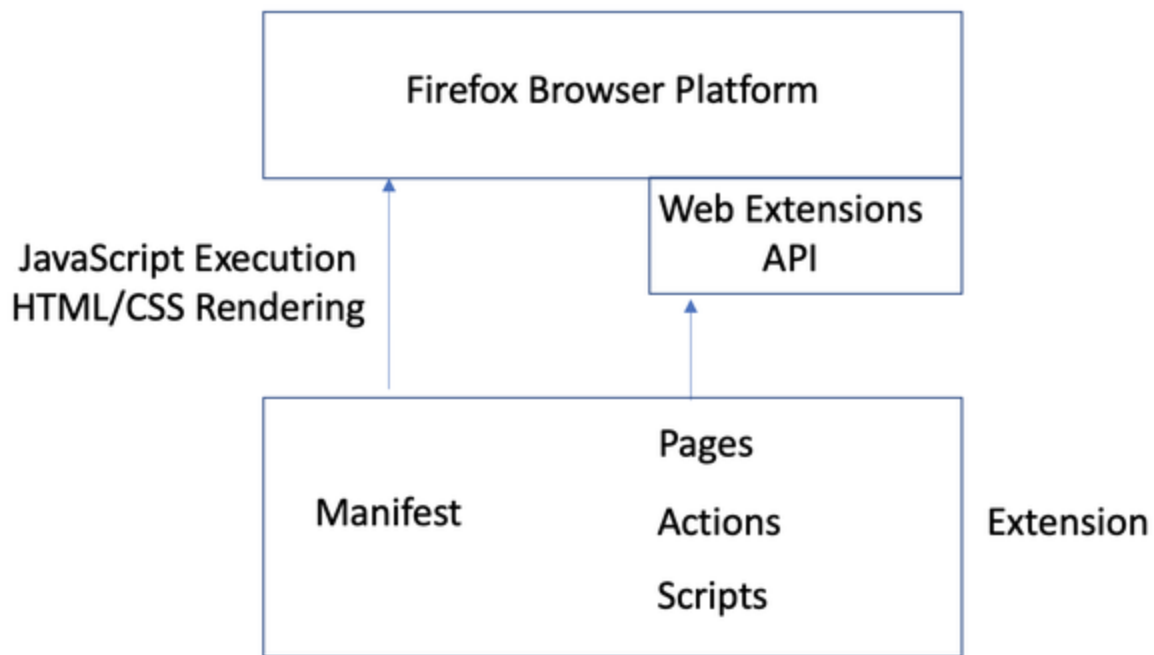 Firefox Browser Platform
Web Extensions
API
JavaScript Execution
HTML/CSS Rendering
Pages
Manifest
Actions
Extension
Scripts